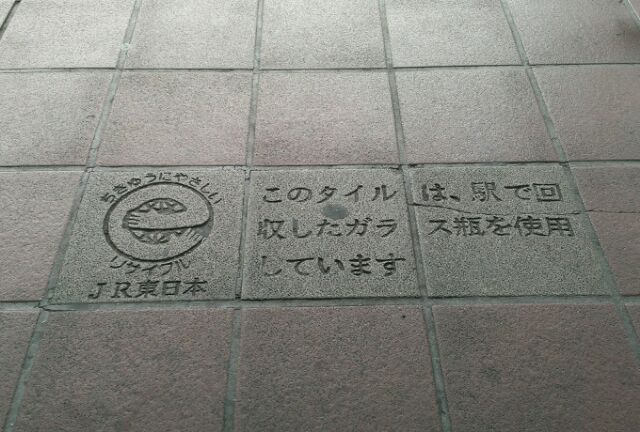 ちきゅうにやさしい
リサイクル
JR東日本
このタイルは、駅で回
収したガラス瓶を使用
しています